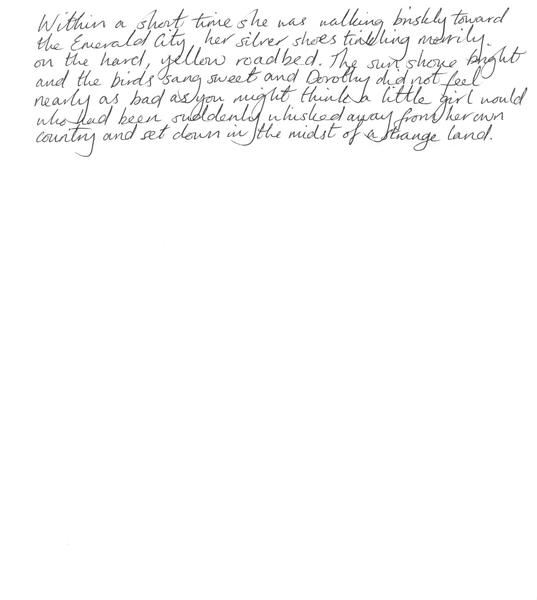 Within a short time she was walking briskly toward
the Emerald City, her silver shoes tinkling merrily
on the hard, yellow roadbed. The sun shone bright
and the birds sang sweet and Dorothy did not feel
nearly as bad as you might think a little girl would
who had been suddenly whisked away from her own
country and set down in the midst of a strange land.